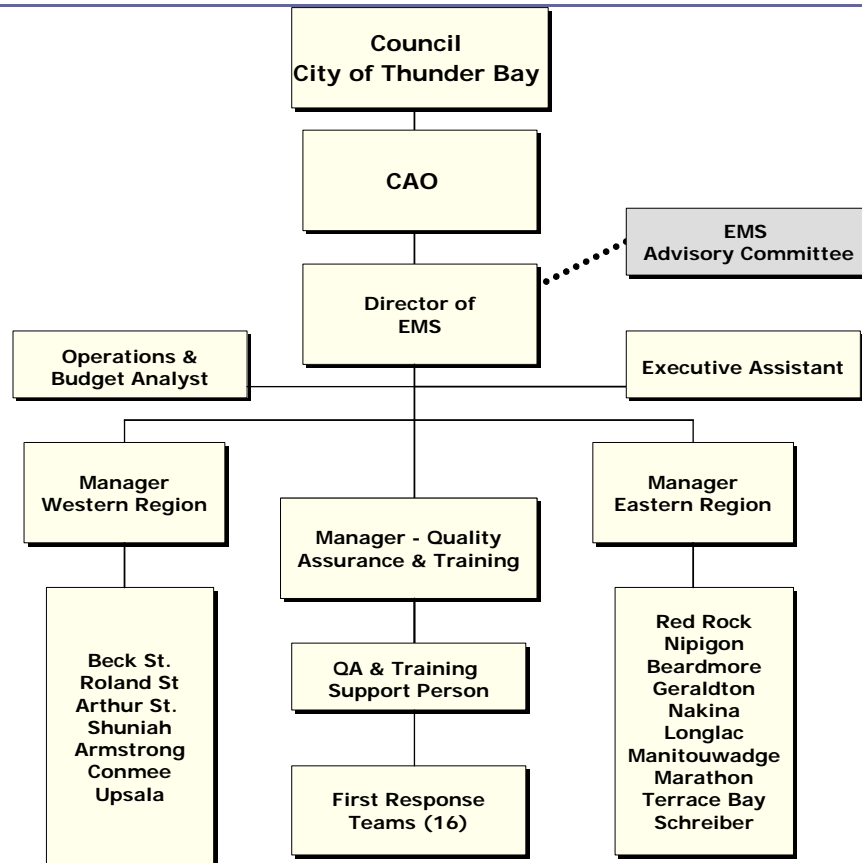 Council
City of Thunder Bay
CAO
EMS
Advisory Committee
Director of
EMS
Operations &
Budget Analyst
Executive Assistant
Manager
Western Region
Manager - Quality
Assurance & Training
Manager
Eastern Region
Beck St.
Roland St
Arthur St.
Shuniah
Armstrong
Conmee
Upsala
QA & Training
Support Person
First Response
Teams (16)
Red Rock
Nipigon
Beardmore
Geraldton
Nakina
Longlac
Manitouwadge
Marathon
Terrace Bay
Schreiber